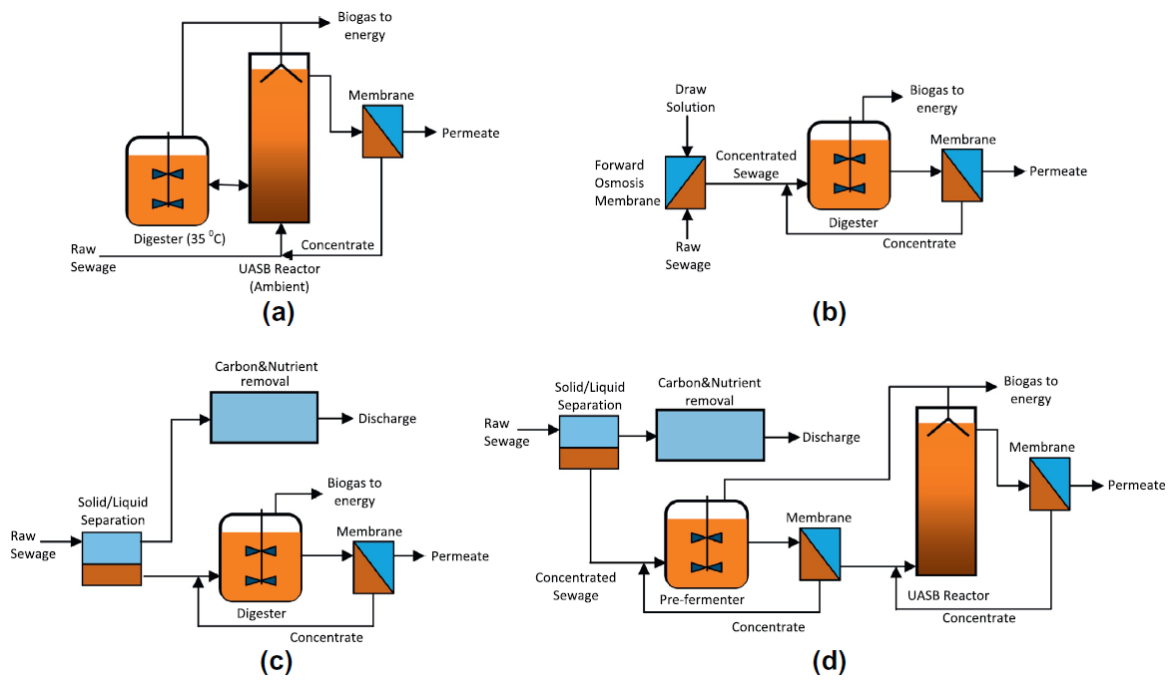 Biogas to
energy
Membrane
Permeate
Digester (35 ⁰C)
Concentrate
Raw
Sewage
UASB Reactor
(Ambient)
(a)
Draw
Solution
Biogas to
energy
Membrane
Concentrated
Sewage
Forward
Osmosis
Membrane
Permeate
Digester
Raw
Sewage
Concentrate
(b)
Carbon&Nutrient
removal
Discharge
Solid/Liquid
Separation
Biogas to
energy
Membrane
Raw
Sewage
Permeate
Digester
Concentrate
(c)
Solid/Liquid
Separation
Carbon&Nutrient
removal
Biogas to
energy
Raw
Sewage
Discharge
Membrane
Permeate
Membrane
Concentrated
Sewage
Pre-fermenter
UASB Reactor
Concentrate
Concentrate
(d)